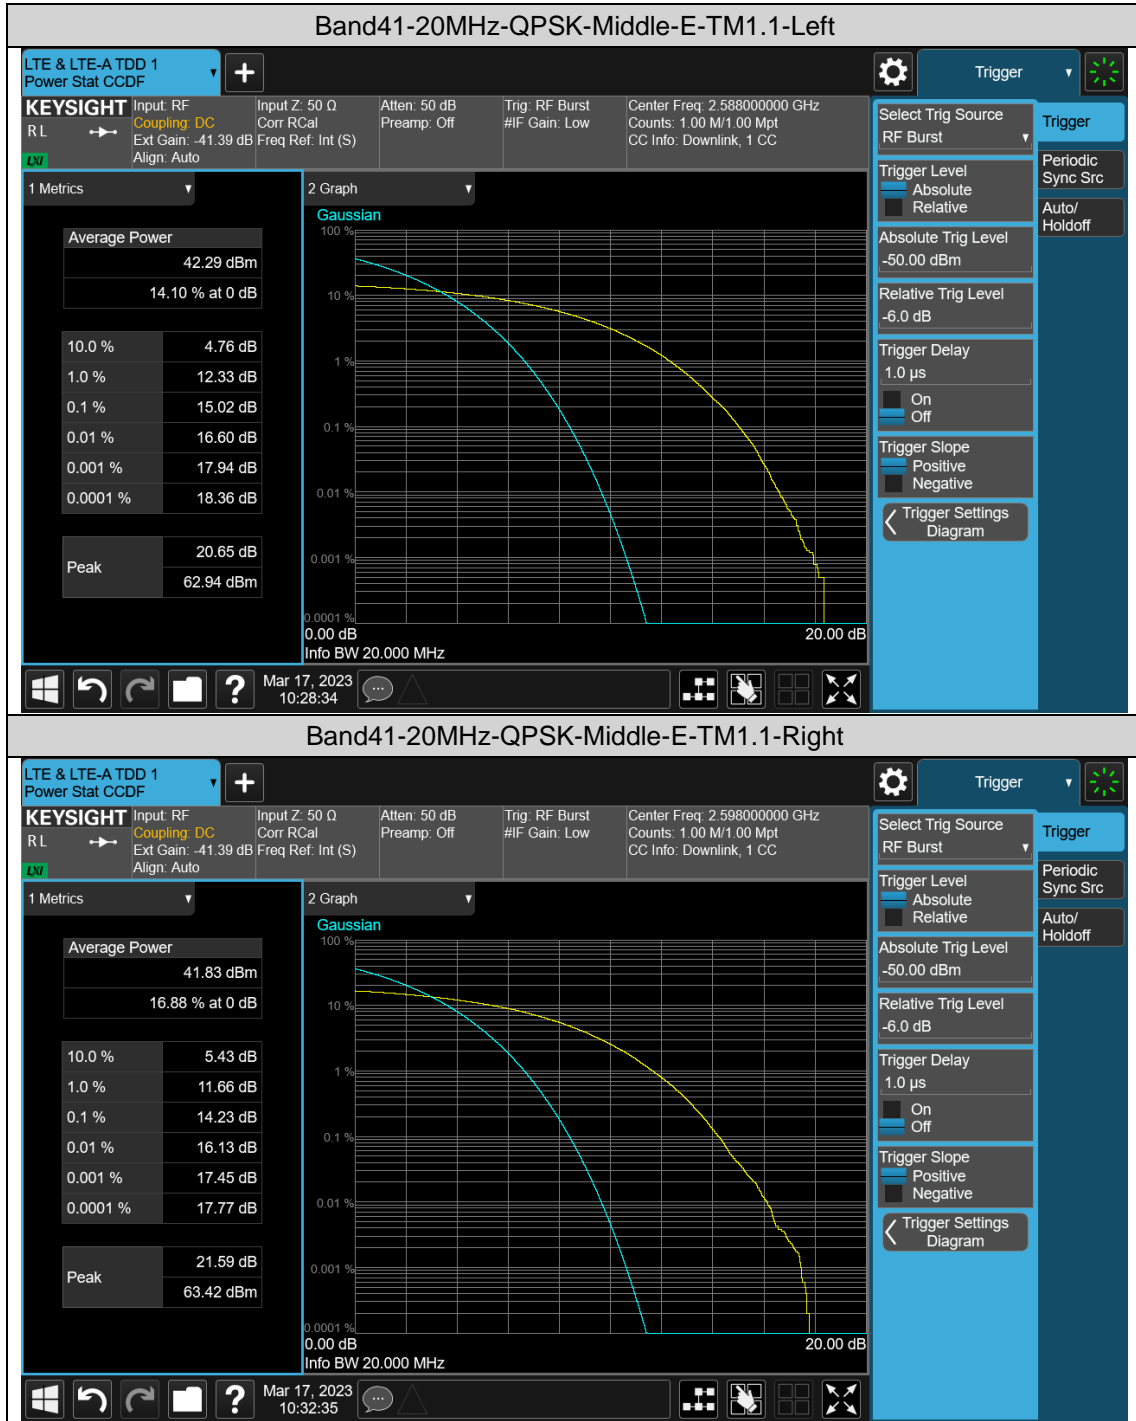 Band41-20MHz-QPSK-Middle-E-TM1.1-Left
LTE & LTE-A TDD 1
Power Stat CCDF
Trigger
KEYSIGHT
R L
LXI
Input: RF
Coupling: DC
Ext Gain: -41.39 dB
Align: Auto
Input Z: 50 Ω
Corr RCal
Freq Ref: Int (S)
Atten: 50 dB
Preamp: Off
Trig: RF Burst
#IF Gain: Low
Center Freq: 2.588000000 GHz
Counts: 1.00 M/1.00 Mpt
CC Info: Downlink, 1 CC
1 Metrics
Average Power
42.29 dBm
14.10 % at 0 dB
10.0 % 4.76 dB
1.0 % 12.33 dB
0.1 % 15.02 dB
0.01 % 16.60 dB
0.001 % 17.94 dB
0.0001 % 18.36 dB
Peak
20.65 dB
62.94 dBm
2 Graph
Gaussian
100 %
10 %
1 %
0.1 %
0.01 %
0.001 %
0.0001 %
0.00 dB 20.00 dB
Info BW 20.000 MHz
Select Trig Source
RF Burst
Trigger Level
Absolute
Relative
Absolute Trig Level
-50.00 dBm
Relative Trig Level
-6.0 dB
Trigger Delay
1.0 µs
On
Off
Trigger Slope
Positive
Negative
Trigger Settings
Diagram
Trigger
Periodic
Sync Src
Auto/
Holdoff
?
Mar 17, 2023
10:28:34
Band41-20MHz-QPSK-Middle-E-TM1.1-Right
LTE & LTE-A TDD 1
Power Stat CCDF
Trigger
KEYSIGHT
R L
LXI
Input: RF
Coupling: DC
Ext Gain: -41.39 dB
Align: Auto
Input Z: 50 Ω
Corr RCal
Freq Ref: Int (S)
Atten: 50 dB
Preamp: Off
Trig: RF Burst
#IF Gain: Low
Center Freq: 2.598000000 GHz
Counts: 1.00 M/1.00 Mpt
CC Info: Downlink, 1 CC
1 Metrics
Average Power
41.83 dBm
16.88 % at 0 dB
10.0 % 5.43 dB
1.0 % 11.66 dB
0.1 % 14.23 dB
0.01 % 16.13 dB
0.001 % 17.45 dB
0.0001 % 17.77 dB
Peak
21.59 dB
63.42 dBm
2 Graph
Gaussian
100 %
10 %
1 %
0.1 %
0.01 %
0.001 %
0.0001 %
0.00 dB 20.00 dB
Info BW 20.000 MHz
Select Trig Source
RF Burst
Trigger Level
Absolute
Relative
Absolute Trig Level
-50.00 dBm
Relative Trig Level
-6.0 dB
Trigger Delay
1.0 µs
On
Off
Trigger Slope
Positive
Negative
Trigger Settings
Diagram
Trigger
Periodic
Sync Src
Auto/
Holdoff
?
Mar 17, 2023
10:32:35